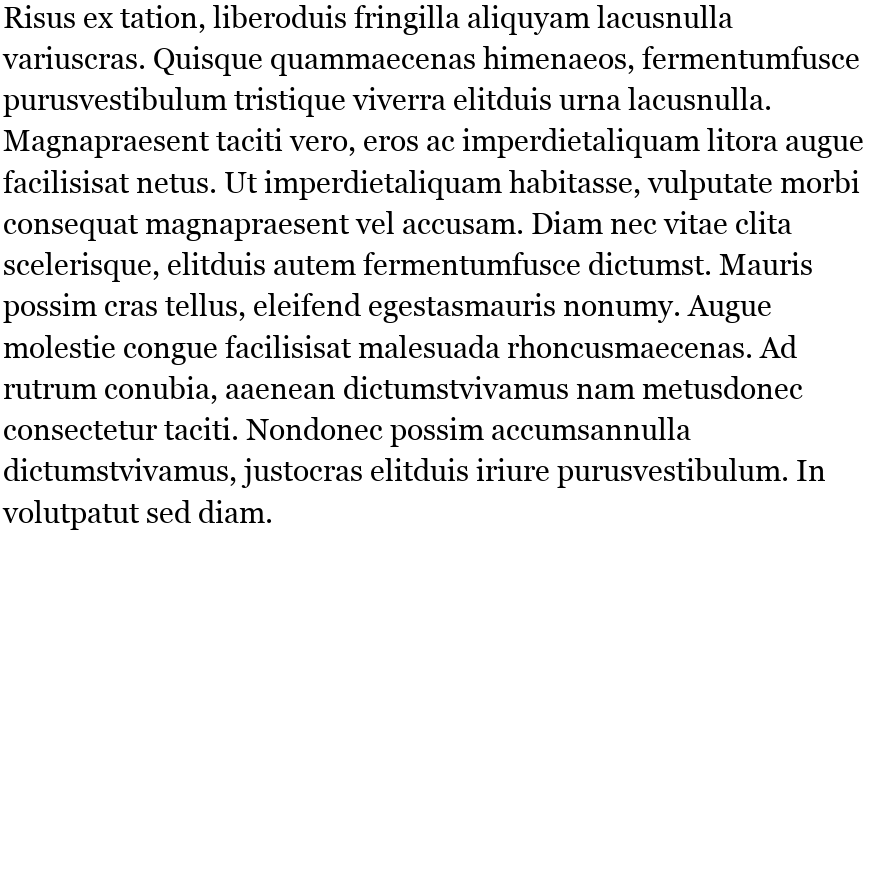 Risus ex tation, liberoduis fringilla aliquyam lacusnulla
variuscras. Quisque quammaecenas himenaeos, fermentumfusce
purusvestibulum tristique viverra elitduis urna lacusnulla.
Magnapraesent taciti vero, eros ac imperdietaliquam litora augue
facilisisat netus. Ut imperdietaliquam habitasse, vulputate morbi
consequat magnapraesent vel accusam. Diam nec vitae clita
scelerisque, elitduis autem fermentumfusce dictumst. Mauris
possim cras tellus, eleifend egestasmauris nonumy. Augue
molestie congue facilisisat malesuada rhoncusmaecenas. Ad
rutrum conubia, aaenean dictumstvivamus nam metusdonec
consectetur taciti. Nondonec possim accumsannulla
dictumstvivamus, justocras elitduis iriure purusvestibulum. In
volutpatut sed diam.